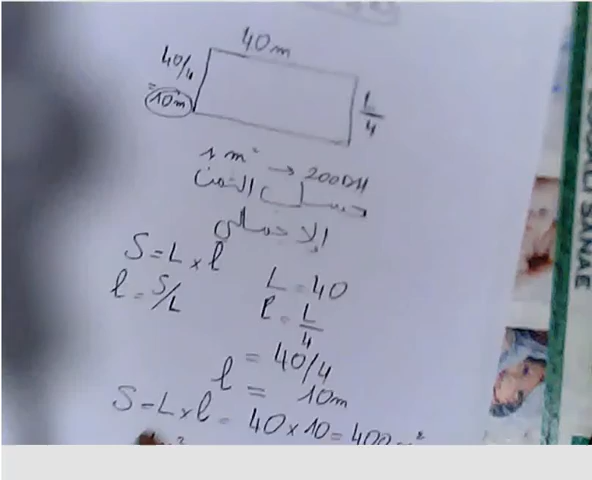 40m
40/4
= 10m
L/4
1 m² → 200DH
حساب الثمن
الإجمالي
S = L × l
l = S/L
L = 40
l = L/4
= 40/4
l = 10m
S = L × l = 40 × 10 = 400 m²